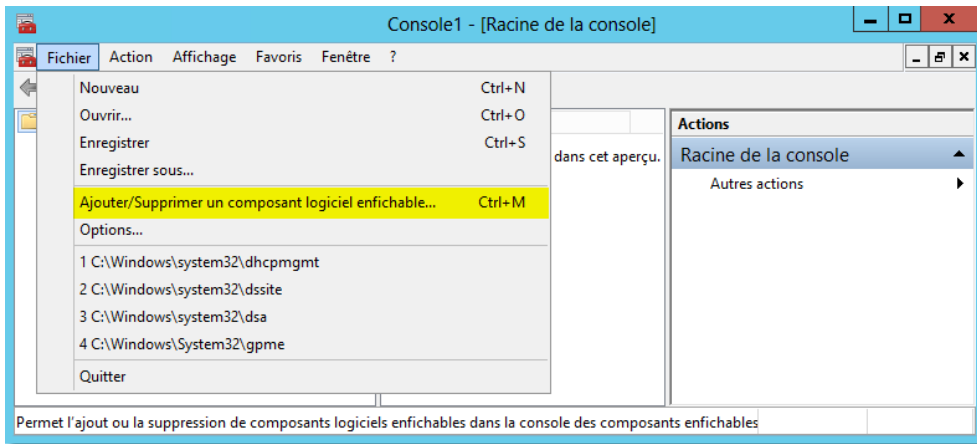 Console1 - [Racine de la console]
Fichier Action Affichage Favoris Fenêtre ?
Nouveau Ctrl+N
Ouvrir... Ctrl+O
Enregistrer Ctrl+S
Enregistrer sous...
Ajouter/Supprimer un composant logiciel enfichable... Ctrl+M
Options...
1 C:\Windows\system32\dhcpmgmt
2 C:\Windows\system32\dssite
3 C:\Windows\system32\dsa
4 C:\Windows\System32\gpme
Quitter
dans cet aperçu.
Actions
Racine de la console
Autres actions
Permet l'ajout ou la suppression de composants logiciels enfichables dans la console des composants enfichables